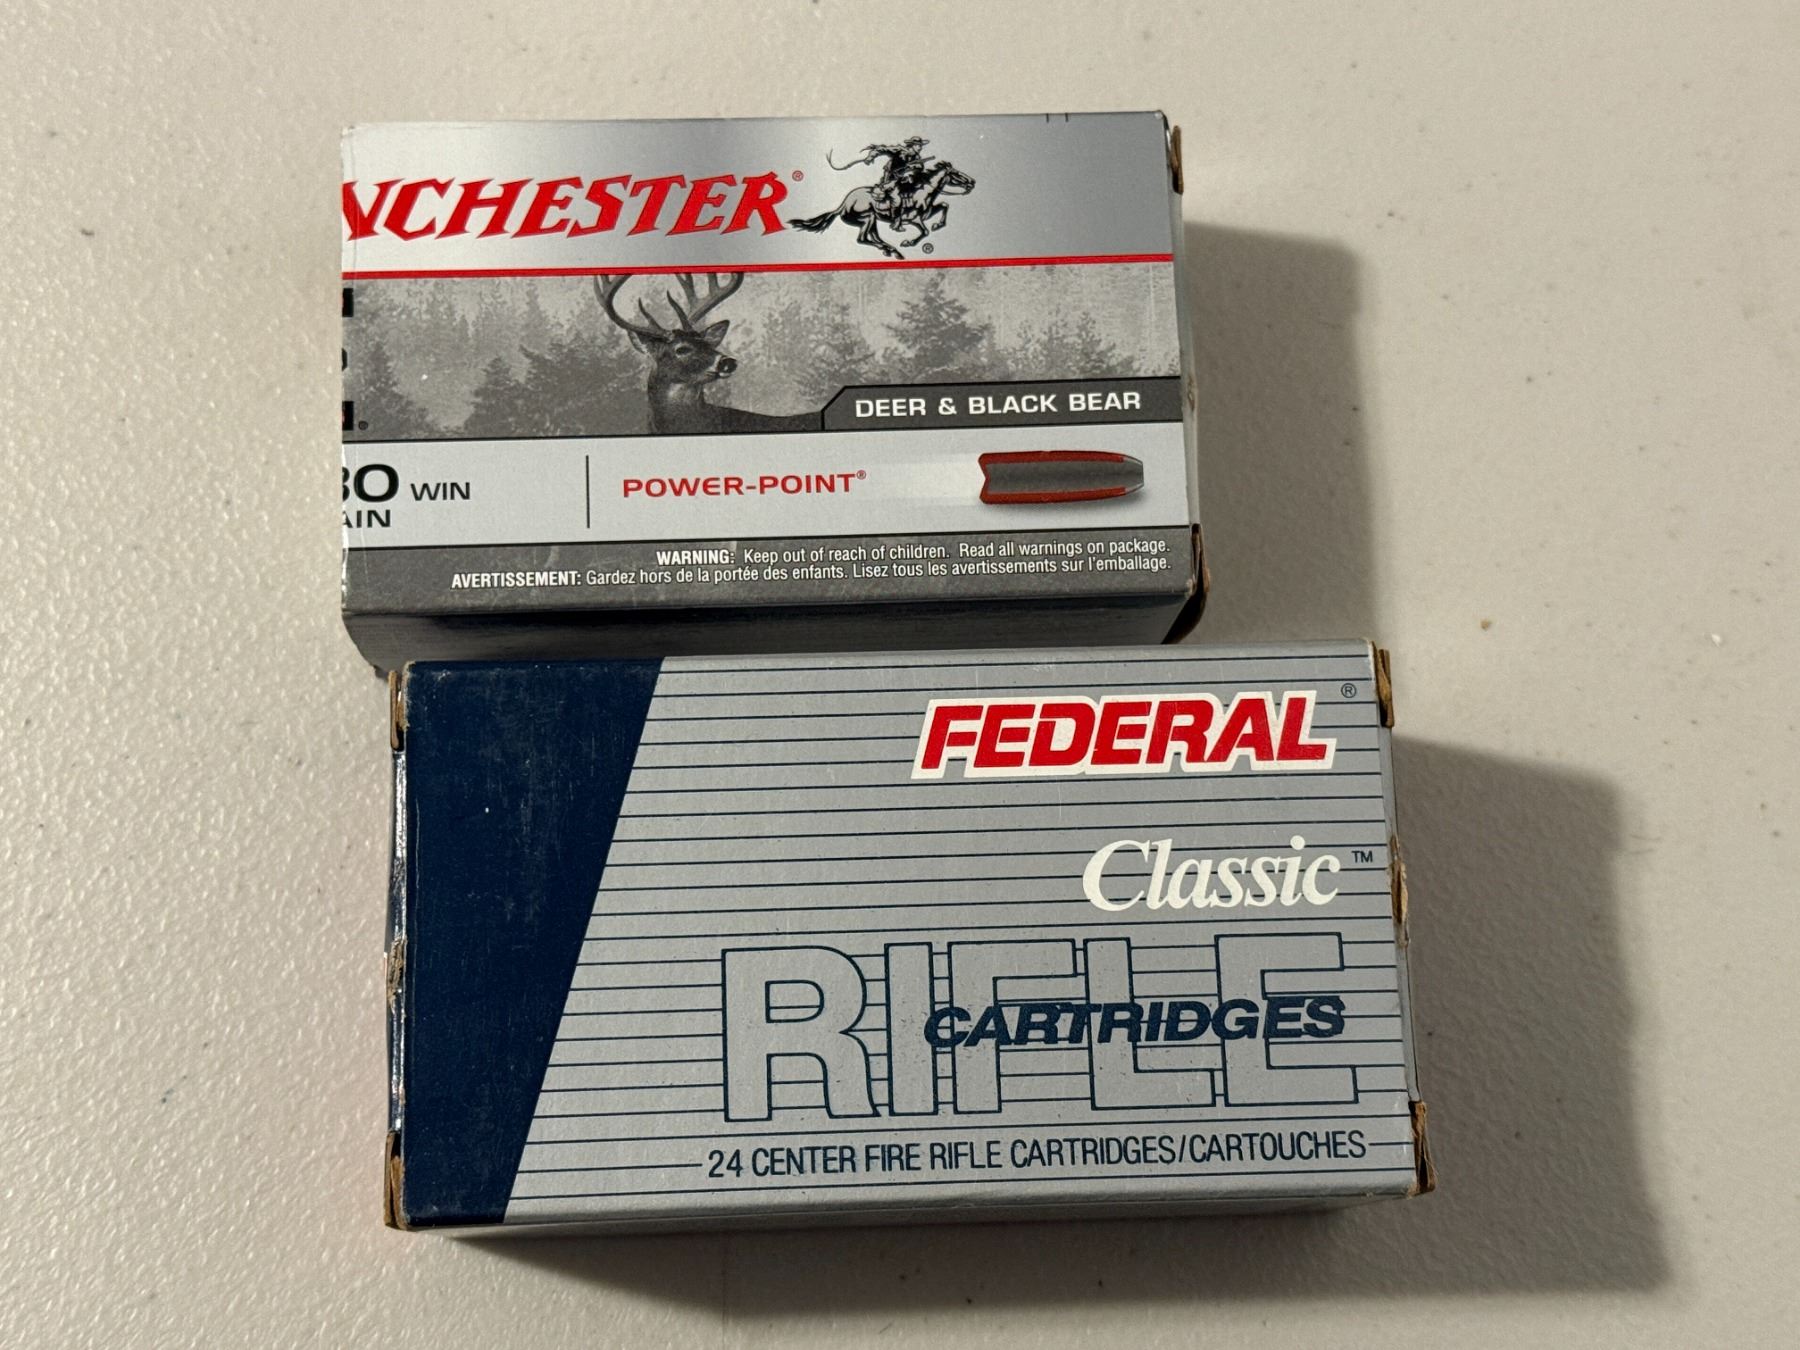 NCHESTER®
®
DEER & BLACK BEAR
30 WIN
AIN
POWER-POINT®
WARNING: Keep out of reach of children. Read all warnings on package.
AVERTISSEMENT: Gardez hors de la portée des enfants. Lisez tous les avertissements sur l'emballage.
FEDERAL®
Classic™
RIFLE
CARTRIDGES
24 CENTER FIRE RIFLE CARTRIDGES/CARTOUCHES